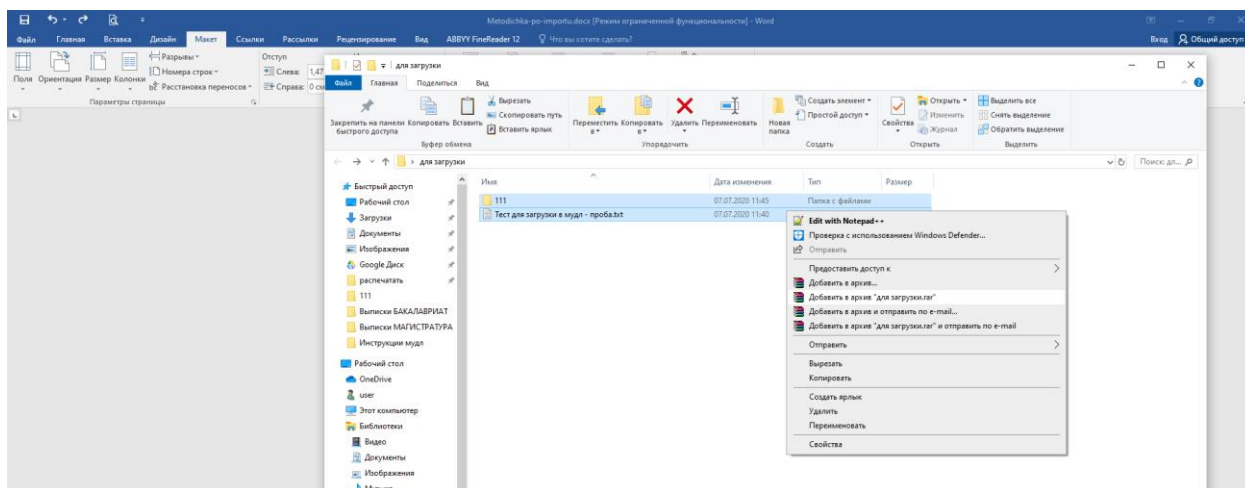 Metodichka-po-importu.docx [Режим ограниченной функциональности] - Word
Файл Главная Вставка Дизайн Макет Ссылки Рассылки Рецензирование Вид ABBYY FineReader 12 Что вы хотите сделать? Вход Общий доступ
Поля Ориентация Размер Колонки
Разрывы
Номера строк
Расстановка переносов
Параметры страницы
Отступ
Слева: 1,47
Справа: 0 см
для загрузки
Файл Главная Поделиться Вид
Закрепить на панели быстрого доступа
Копировать Вставить
Вырезать
Скопировать путь
Вставить ярлык
Переместить в
Копировать в
Удалить Переименовать
Новая папка
Создать элемент
Простой доступ
Свойства
Открыть
Изменить
Журнал
Выделить все
Снять выделение
Обратить выделение
Буфер обмена Упорядочить Создать Открыть Выделить
для загрузки
Поиск: дл...
Имя Дата изменения Тип Размер
111 07.07.2020 11:45 Папка с файлами
Тест для загрузки в мудл - проба.txt 07.07.2020 11:40
Быстрый доступ
Рабочий стол
Загрузки
Документы
Изображения
Google Диск
распечатать
111
Выписки БАКАЛАВРИАТ
Выписки МАГИСТРАТУРА
Инструкции мудл
Рабочий стол
OneDrive
user
Этот компьютер
Библиотеки
Видео
Документы
Изображения
Edit with Notepad++
Проверка с использованием Windows Defender...
Отправить
Предоставить доступ к
Добавить в архив...
Добавить в архив "для загрузки.rar"
Добавить в архив и отправить по e-mail...
Добавить в архив "для загрузки.rar" и отправить по e-mail
Отправить
Вырезать
Копировать
Создать ярлык
Удалить
Переименовать
Свойства